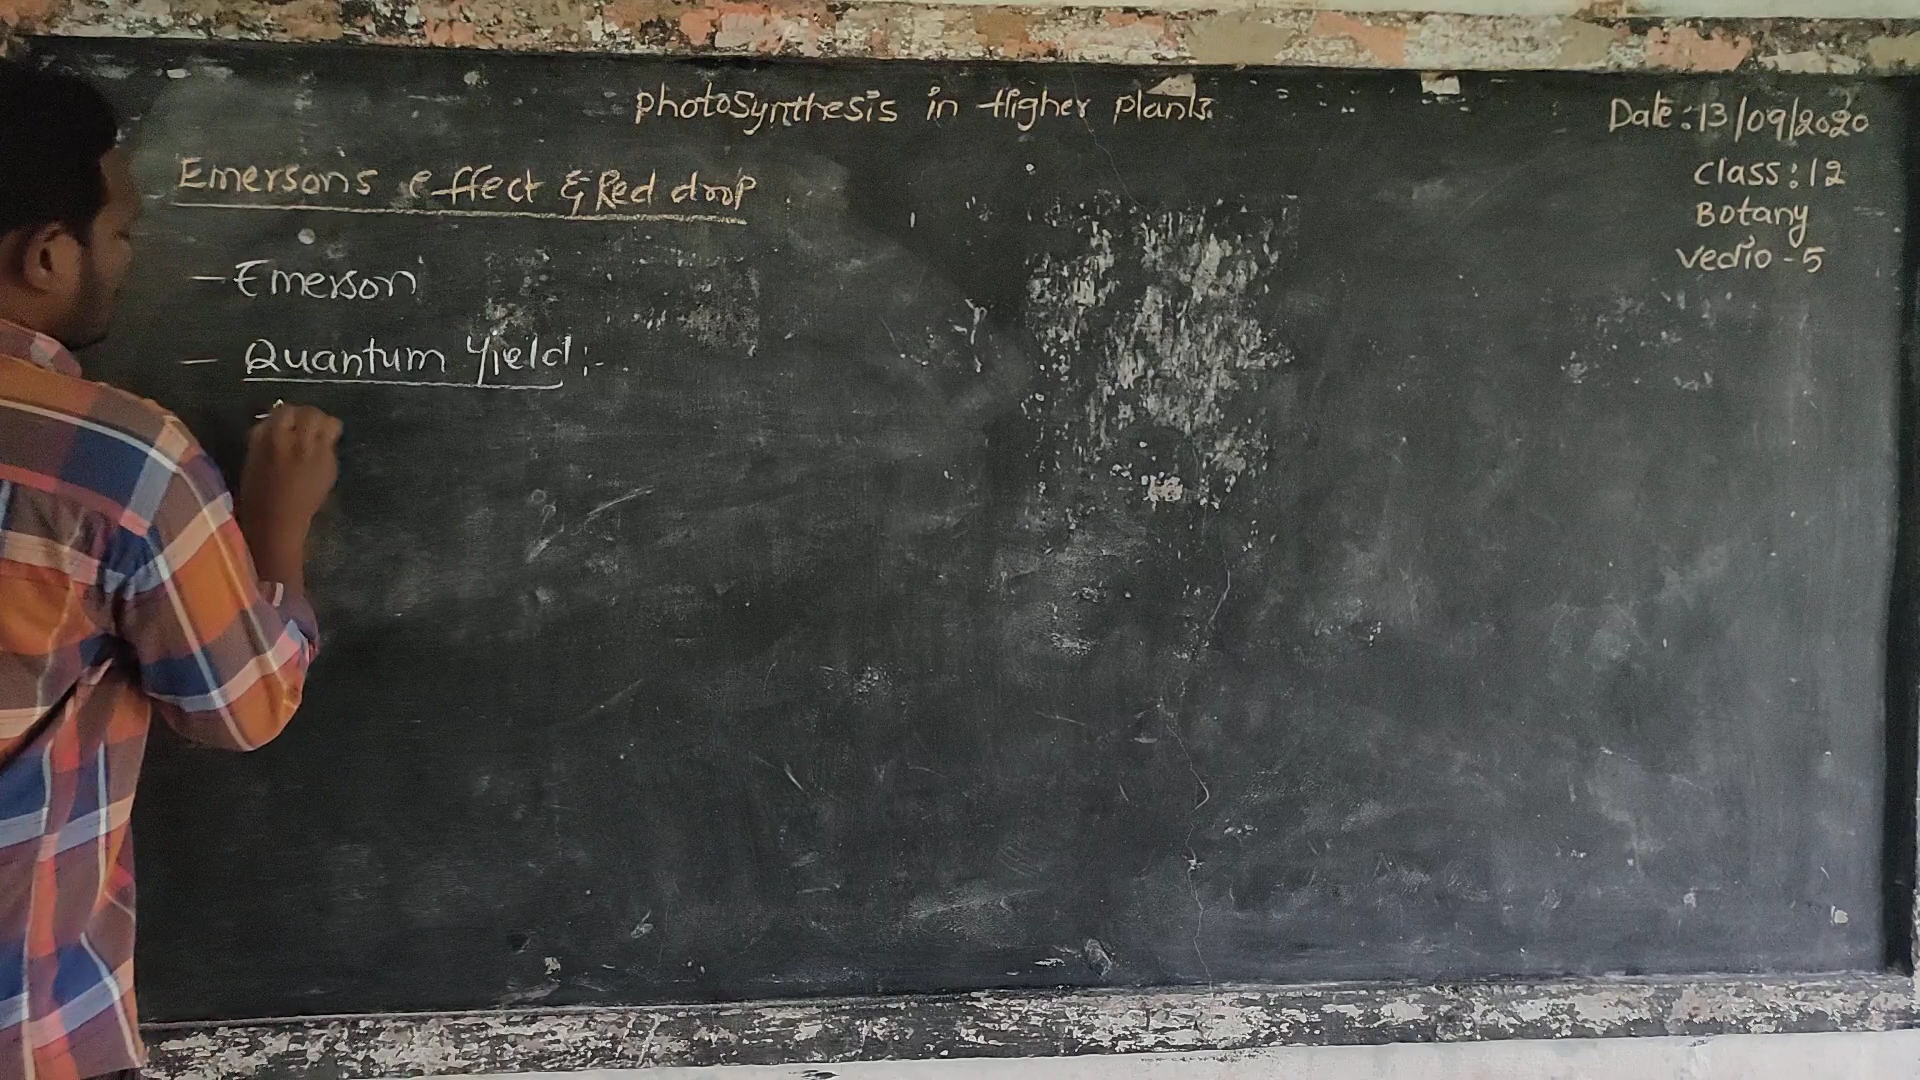 photosynthesis in Higher plants.
Date: 13/09/2020
Class: 12
Botany
Vedio - 5
Emersons effect & Red drop
- Emerson
- Quantum Yield :-